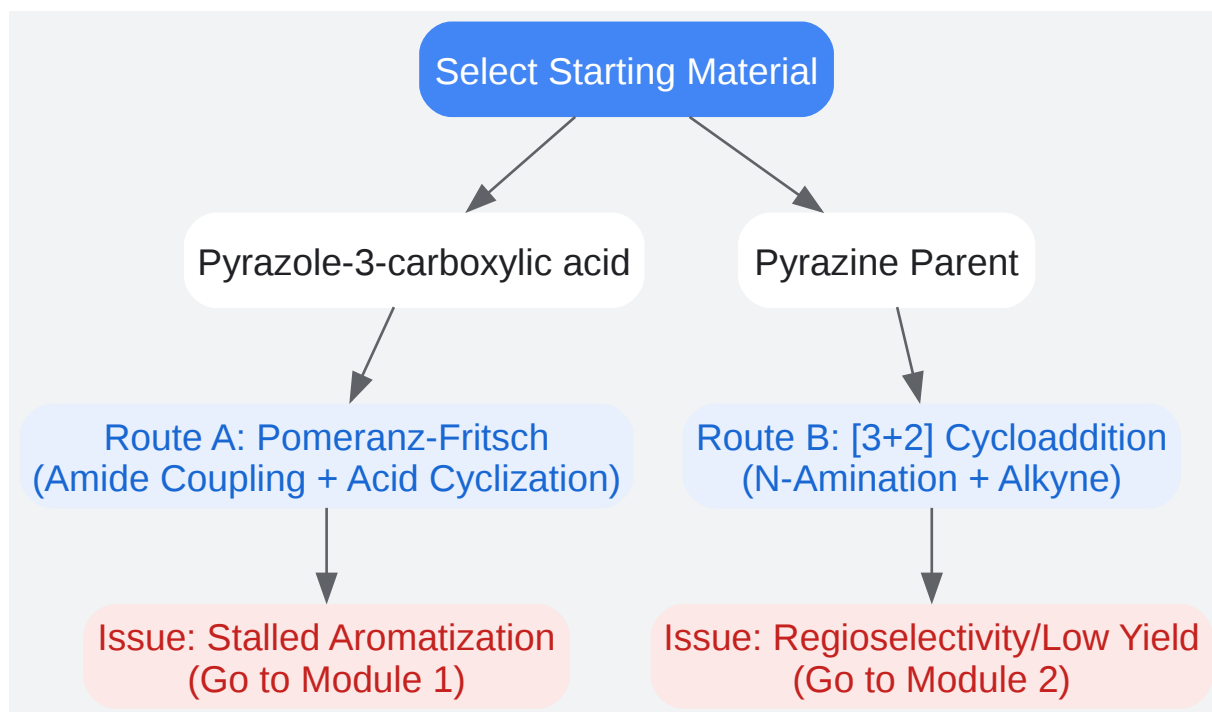 Select Starting Material
Pyrazole-3-carboxylic acid
Pyrazine Parent
Route A: Pomeranz-Fritsch
(Amide Coupling + Acid Cyclization)
Route B: [3+2] Cycloaddition
(N-Amination + Alkyne)
Issue: Stalled Aromatization
(Go to Module 1)
Issue: Regioselectivity/Low Yield
(Go to Module 2)